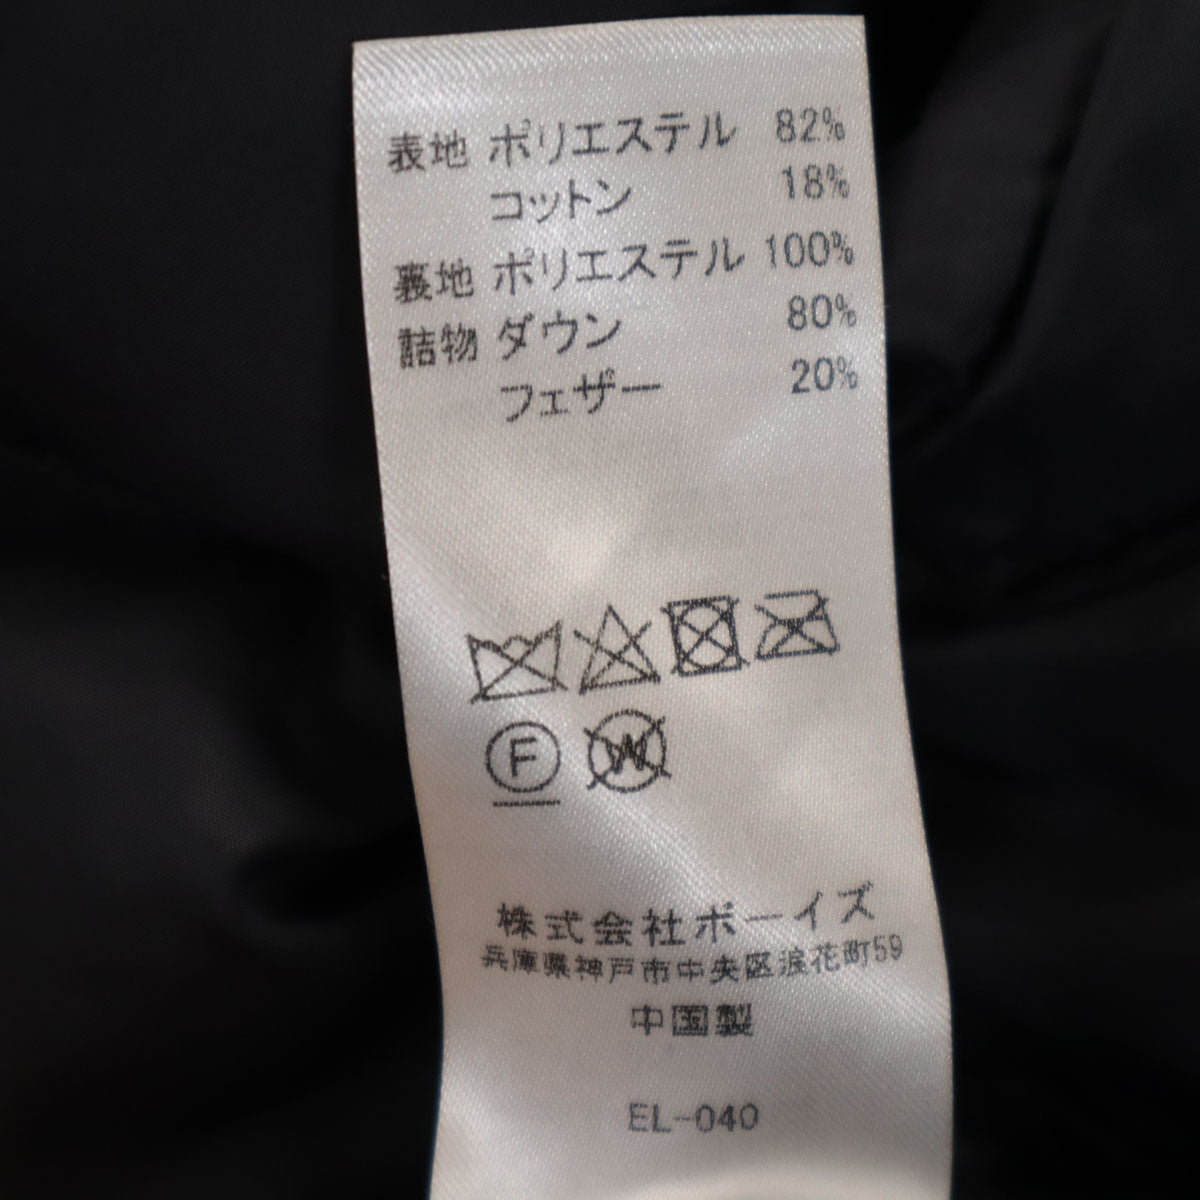 表地 ポリエステル 82%
コットン 18%
裏地 ポリエステル 100%
詰物 ダウン 80%
フェザー 20%
F W
株式会社ボーイズ
兵庫県神戸市中央区浪花町59
中国製
EL-040